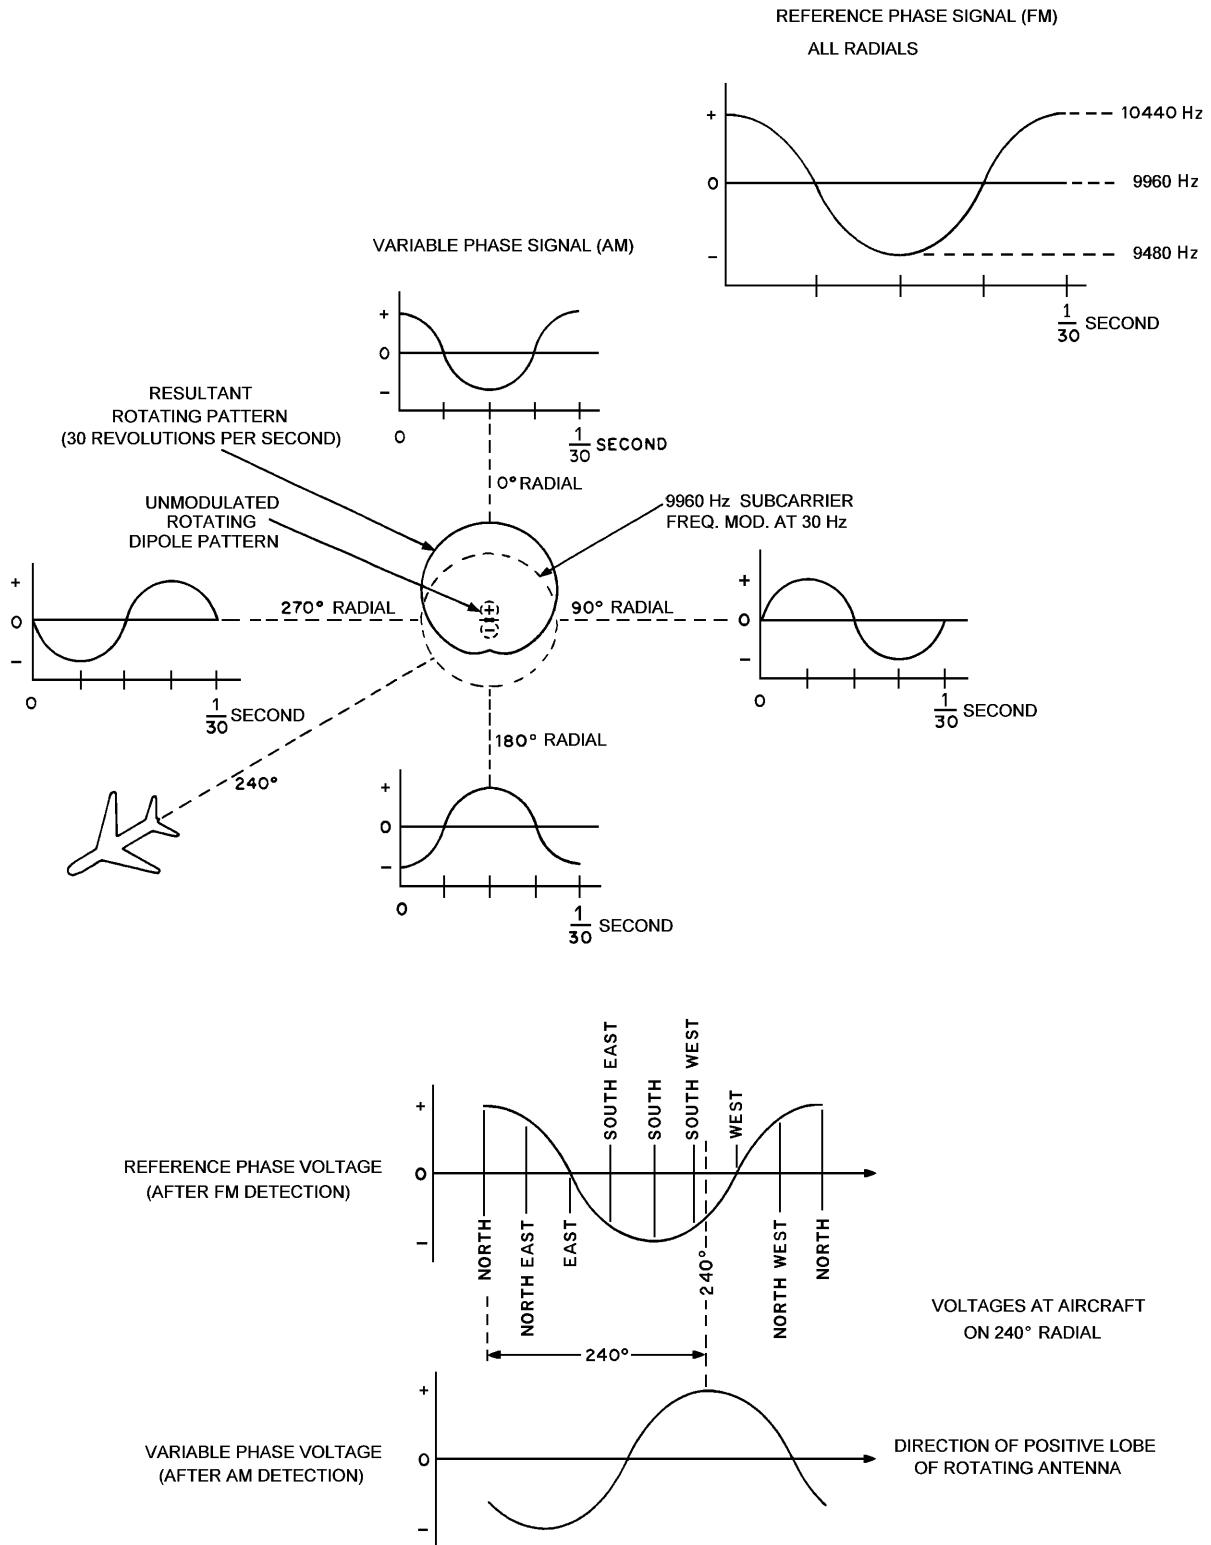 REFERENCE PHASE SIGNAL (FM)
ALL RADIALS
+
10440 Hz
0
9960 Hz
–
9480 Hz
1/30 SECOND
VARIABLE PHASE SIGNAL (AM)
+
0
–
0
1/30 SECOND
RESULTANT
ROTATING PATTERN
(30 REVOLUTIONS PER SECOND)
0° RADIAL
UNMODULATED
ROTATING
DIPOLE PATTERN
9960 Hz SUBCARRIER
FREQ. MOD. AT 30 Hz
+
0
–
0
1/30 SECOND
270° RADIAL
+
–
90° RADIAL
+
0
–
0
1/30 SECOND
180° RADIAL
240°
+
0
–
0
1/30 SECOND
REFERENCE PHASE VOLTAGE
(AFTER FM DETECTION)
+
0
–
NORTH
NORTH EAST
EAST
SOUTH EAST
SOUTH
SOUTH WEST
240°
WEST
NORTH WEST
NORTH
VOLTAGES AT AIRCRAFT
ON 240° RADIAL
240°
VARIABLE PHASE VOLTAGE
(AFTER AM DETECTION)
+
0
–
DIRECTION OF POSITIVE LOBE
OF ROTATING ANTENNA